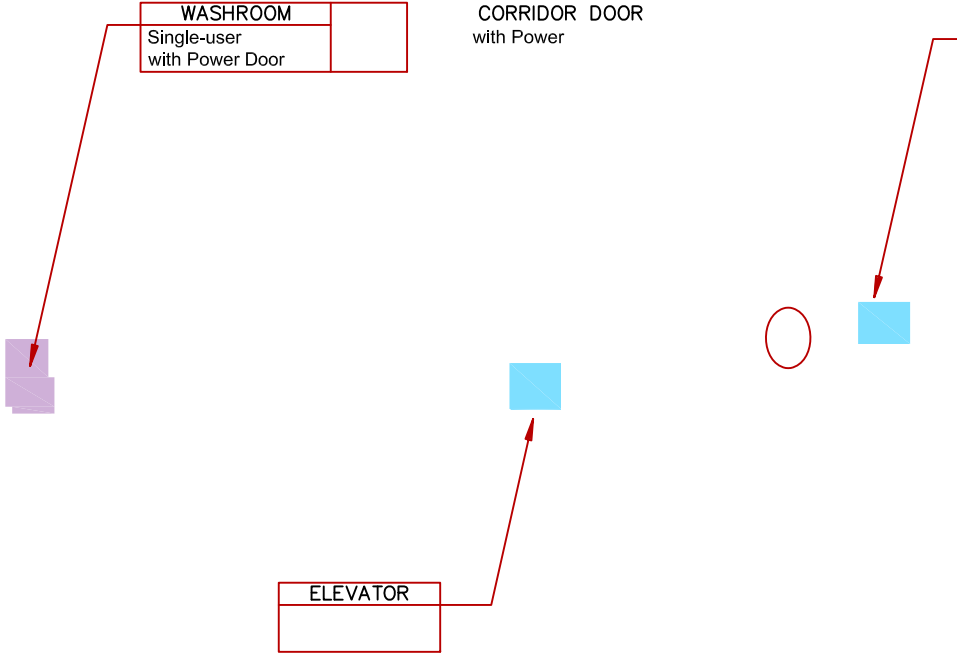 WASHROOM
Single-user
with Power Door
CORRIDOR DOOR
with Power
ELEVATOR